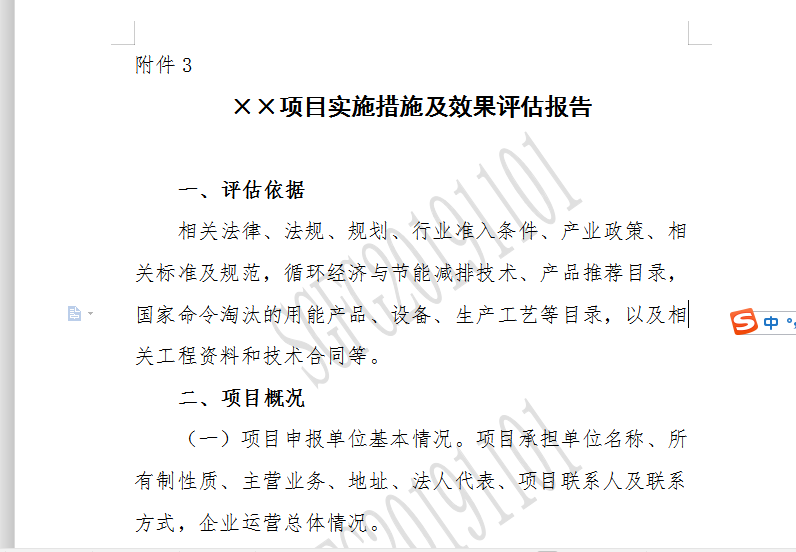 附件 3
××项目实施措施及效果评估报告
一、评估依据
相关法律、法规、规划、行业准入条件、产业政策、相
关标准及规范，循环经济与节能减排技术、产品推荐目录，
国家命令淘汰的用能产品、设备、生产工艺等目录，以及相
关工程资料和技术合同等。
二、项目概况
（一）项目申报单位基本情况。项目承担单位名称、所
有制性质、主营业务、地址、法人代表、项目联系人及联系
方式，企业运营总体情况。
SGFG20191101
S 中